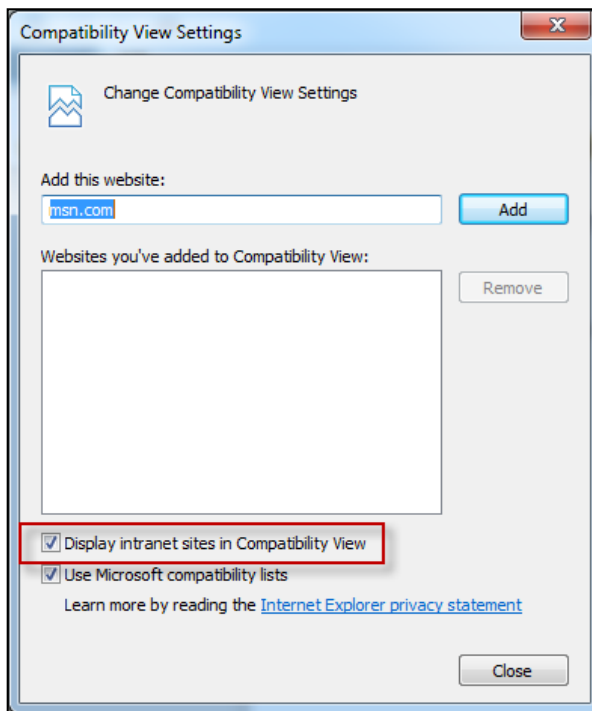 Compatibility View Settings
Change Compatibility View Settings
Add this website:
msn.com
Add
Websites you've added to Compatibility View:
Remove
Display intranet sites in Compatibility View
Use Microsoft compatibility lists
Learn more by reading the Internet Explorer privacy statement
Close